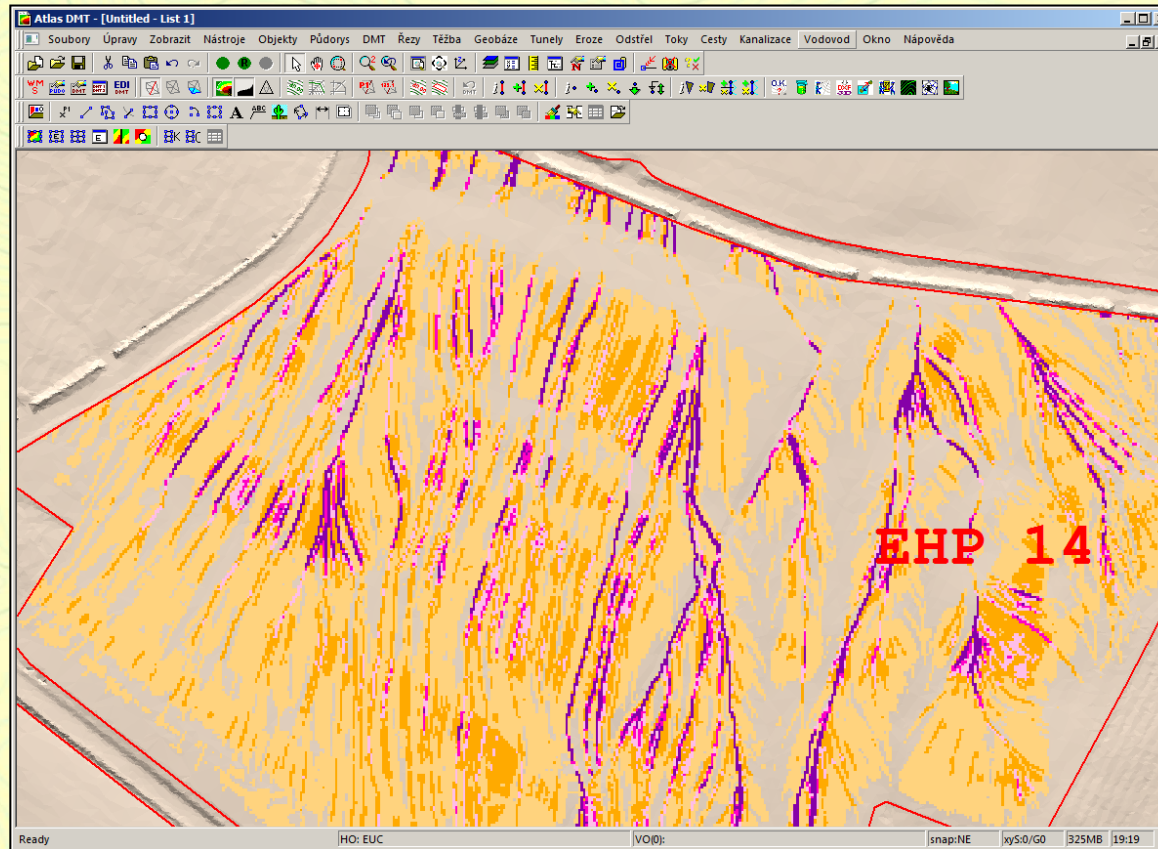 Atlas DMT - [Untitled - List 1]
Soubory Úpravy Zobrazit Nástroje Objekty Půdorys DMT Řezy Těžba Geobáze Tunely Eroze Odstřel Toky Cesty Kanalizace Vodovod Okno Nápověda
EHP 14
Ready HO: EUC VO(0): snap:NE xyS:0/G0 325MB 19:19